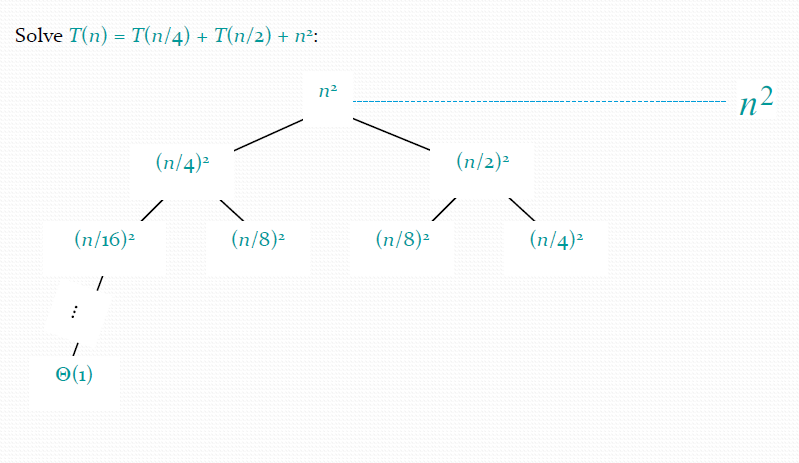 Solve T(n) = T(n/4) + T(n/2) + n²:
n² n²
(n/4)² (n/2)²
(n/16)² (n/8)² (n/8)² (n/4)²
⋮
Θ(1)